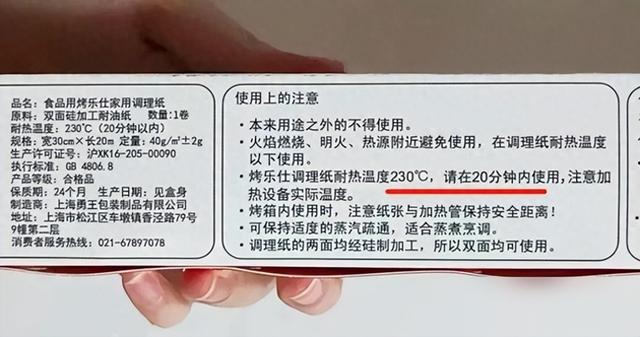 品名：食品用烤乐仕家用调理纸
原料：双面硅加工耐油纸 数量:1卷
耐热温度：230℃（20分钟以内）
规格：宽30cm×长20m 定量：40g/㎡±2g
生产许可证号：沪XK16-205-00090
执行标准：GB 4806.8
产品等级：合格品
保质期：24个月 生产日期：见盒身
制造商：上海勇王包装制品有限公司
地址：上海市松江区车墩镇香泾路79号
9幢第二层
消费者服务热线：021-67897078
使用上的注意
• 本来用途之外的不得使用。
• 火焰燃烧、明火、热源附近避免使用，在调理纸耐热温度
以下使用。
• 烤乐仕调理纸耐热温度230℃，请在20分钟内使用,注意加
热设备实际温度。
• 烤箱内使用时，注意纸张与加热管保持安全距离！
• 可保持适度的蒸汽疏通，适合蒸煮烹调。
• 调理纸的两面均经硅制加工，所以双面均可使用。